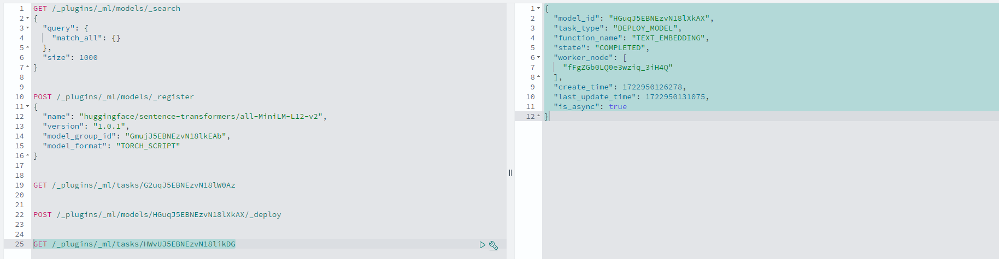 1 GET /_plugins/_ml/models/_search
2 {
3 "query": {
4 "match_all": {}
5 },
6 "size": 1000
7 }
8
9
10 POST /_plugins/_ml/models/_register
11 {
12 "name": "huggingface/sentence-transformers/all-MiniLM-L12-v2",
13 "version": "1.0.1",
14 "model_group_id": "GmujJ5EBNEzvN18lkEAb",
15 "model_format": "TORCH_SCRIPT"
16 }
17
18
19 GET /_plugins/_ml/tasks/G2uqJ5EBNEzvN18lW0Az
20
21
22 POST /_plugins/_ml/models/HGuqJ5EBNEzvN18lXkAX/_deploy
23
24
25 GET /_plugins/_ml/tasks/HWvUJ5EBNEzvN18likDG
1 {
2 "model_id": "HGuqJ5EBNEzvN18lXkAX",
3 "task_type": "DEPLOY_MODEL",
4 "function_name": "TEXT_EMBEDDING",
5 "state": "COMPLETED",
6 "worker_node": [
7 "fFgZGb0LQ0e3wziq_3iH4Q"
8 ],
9 "create_time": 1722950126278,
10 "last_update_time": 1722950131075,
11 "is_async": true
12 }